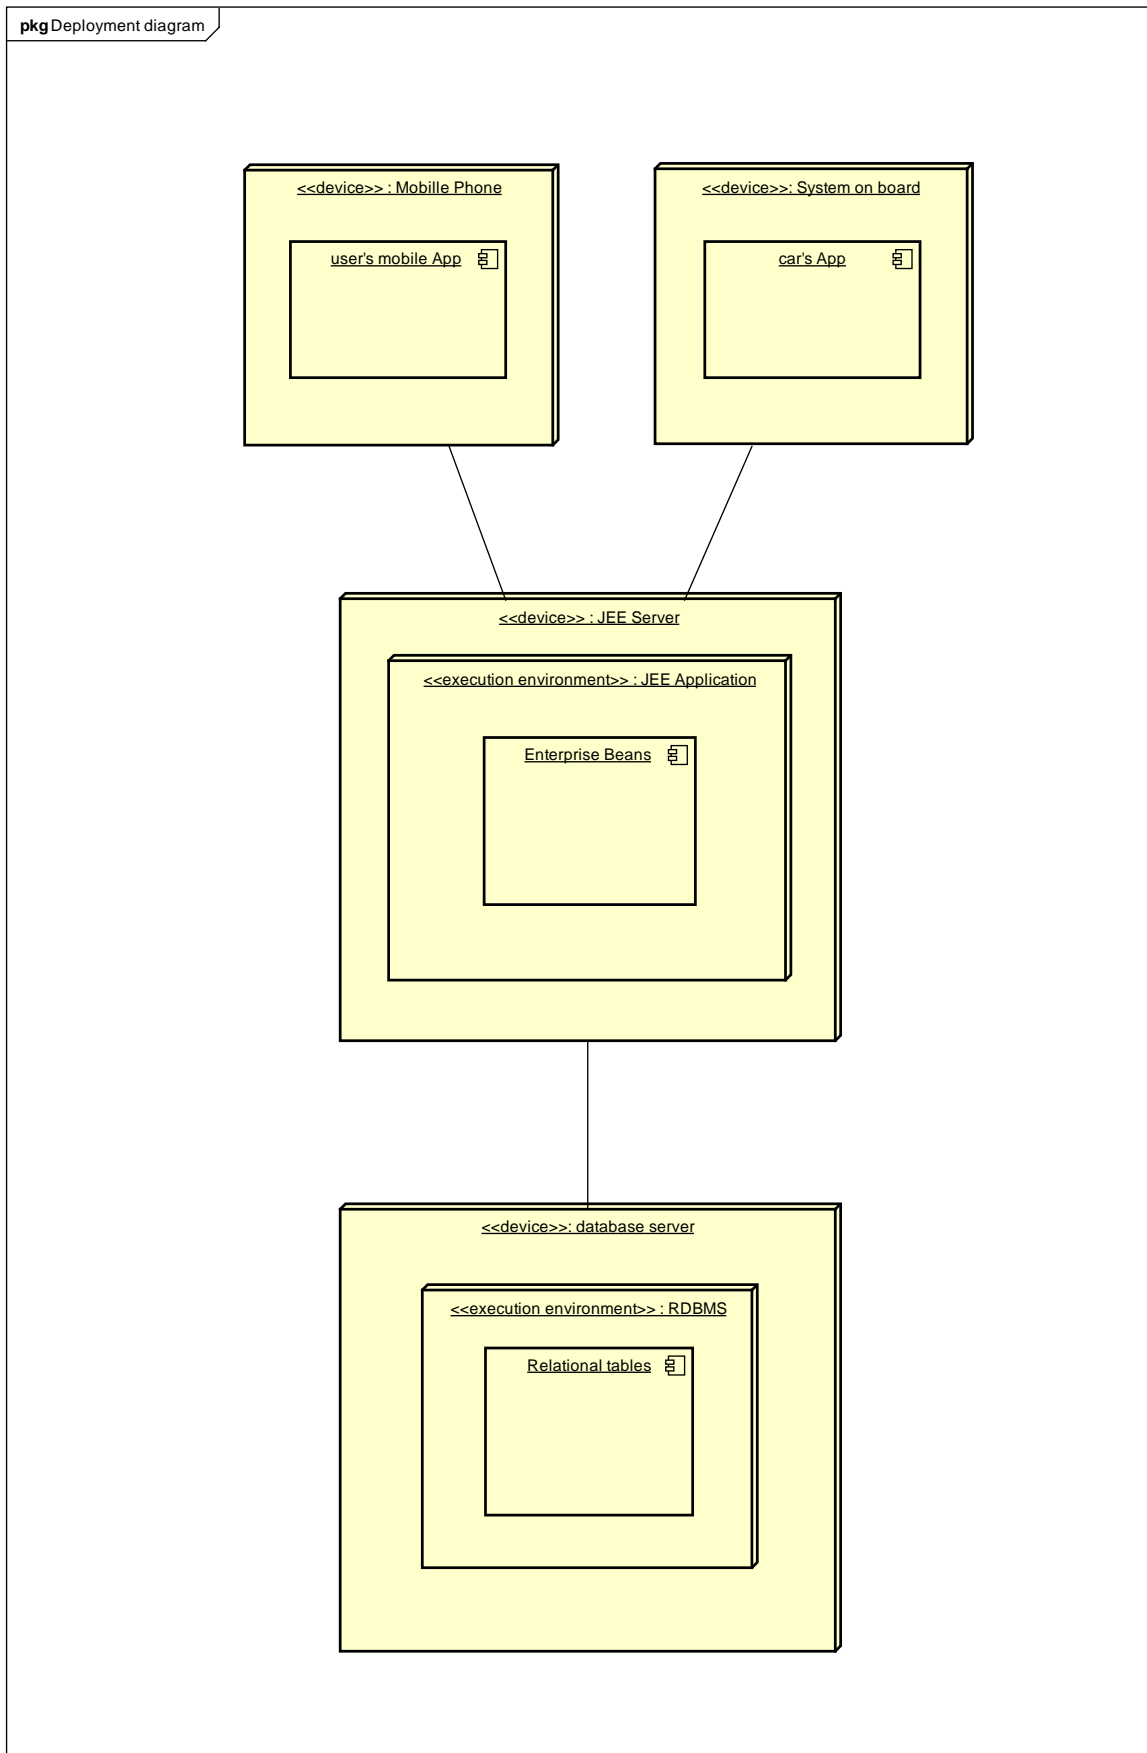 pkg Deployment diagram
<<device>> : Mobille Phone
<<device>>: System on board
user's mobile App
car's App
<<device>> : JEE Server
<<execution environment>> : JEE Application
Enterprise Beans
<<device>>: database server
<<execution environment>> : RDBMS
Relational tables